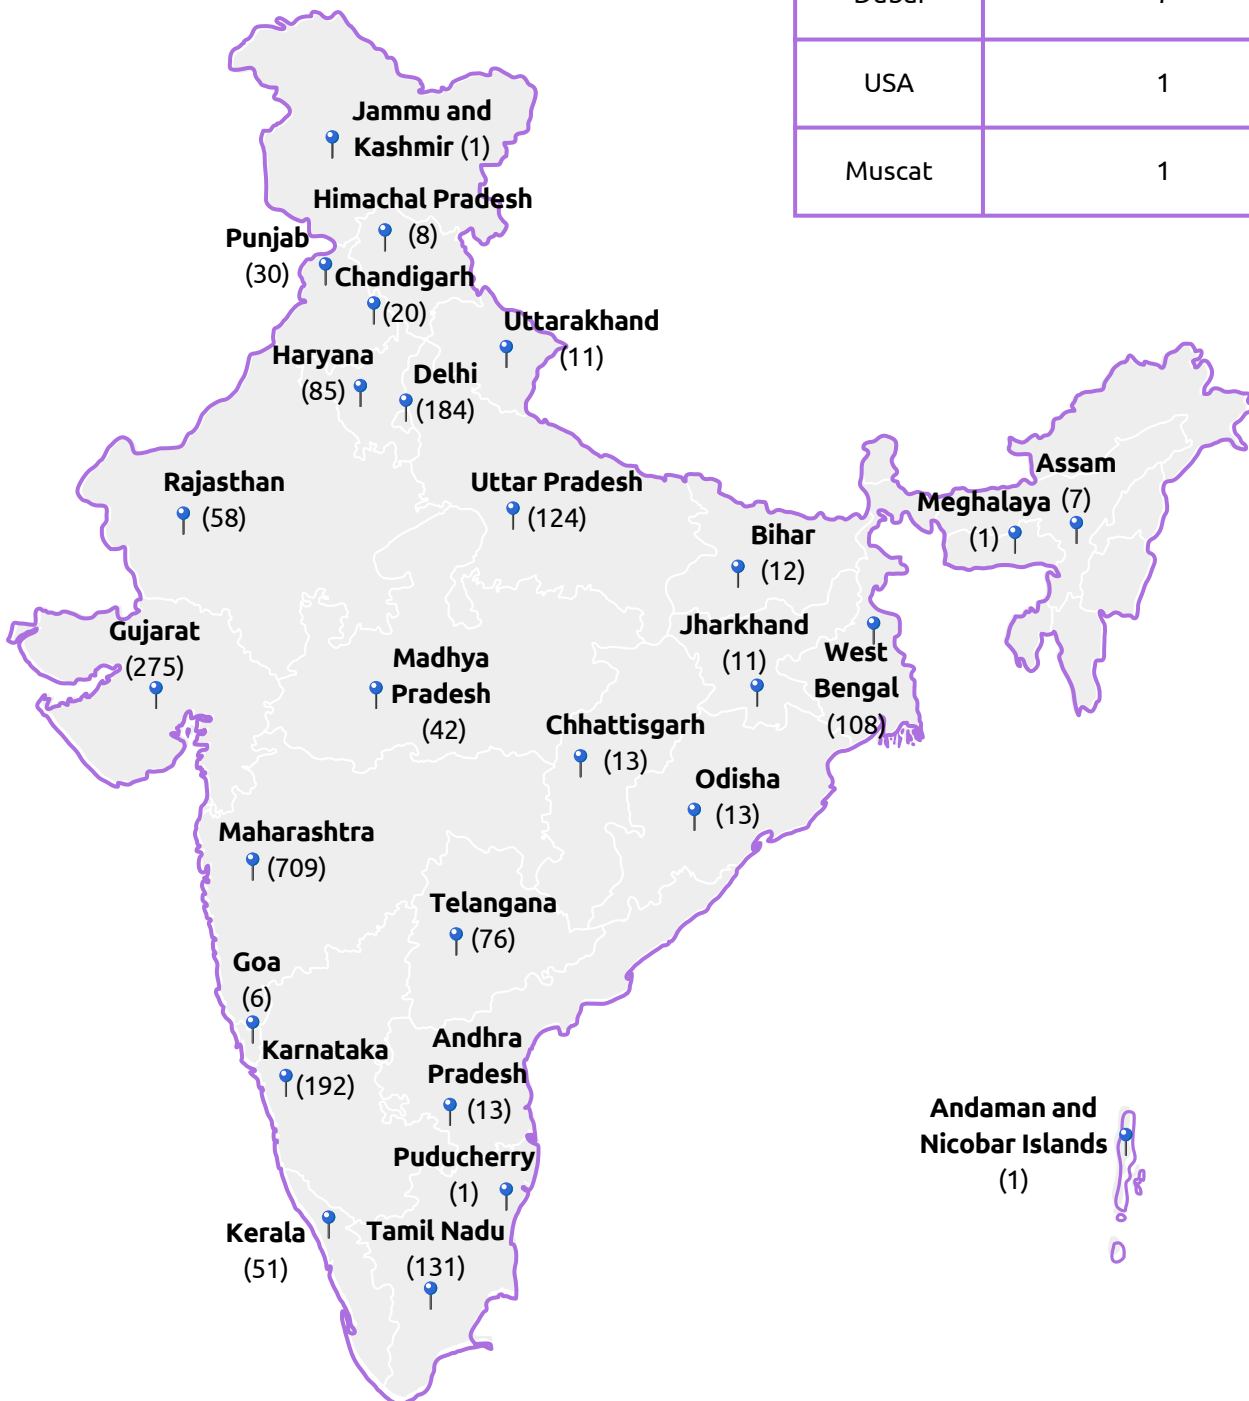 USA 1
Muscat 1
Jammu and
Kashmir (1)
Himachal Pradesh
(8)
Punjab
(30)
Chandigarh
(20)
Uttarakhand
(11)
Haryana
(85)
Delhi
(184)
Rajasthan
(58)
Uttar Pradesh
(124)
Assam
(7)
Meghalaya
(1)
Bihar
(12)
Gujarat
(275)
Jharkhand
(11)
West
Bengal
(108)
Madhya
Pradesh
(42)
Chhattisgarh
(13)
Odisha
(13)
Maharashtra
(709)
Telangana
(76)
Goa
(6)
Karnataka
(192)
Andhra
Pradesh
(13)
Andaman and
Nicobar Islands
(1)
Puducherry
(1)
Kerala
(51)
Tamil Nadu
(131)